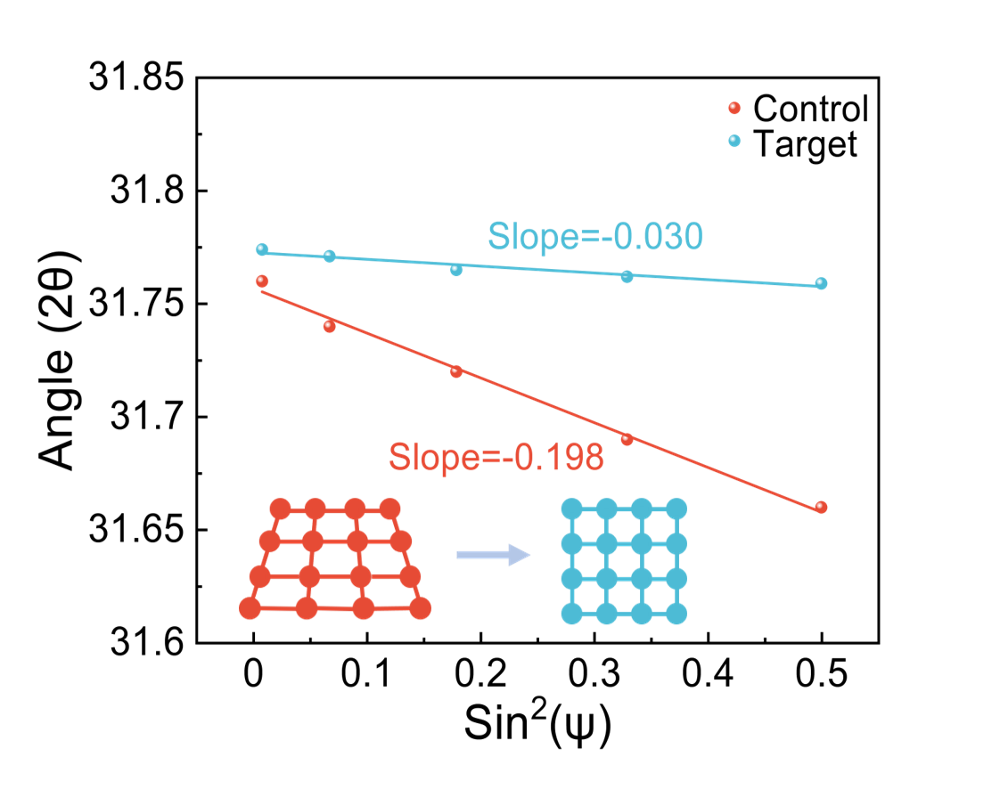 31.85
31.8
31.75
31.7
31.65
31.6
Angle (2θ)
Control
Target
Slope=-0.030
Slope=-0.198
0
0.1
0.2
0.3
0.4
0.5
Sin²(ψ)